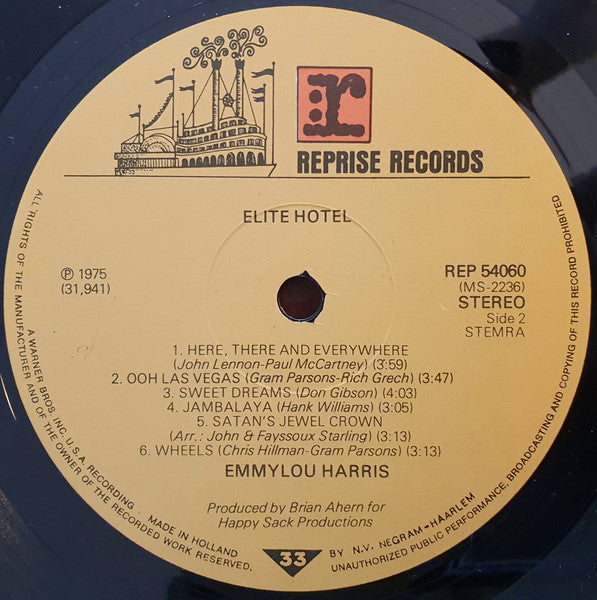 r
REPRISE RECORDS
ELITE HOTEL
℗ 1975
(31,941)
REP 54060
(MS-2236)
STEREO
Side 2
STEMRA
1. HERE, THERE AND EVERYWHERE
(John Lennon-Paul McCartney) (3:59)
2. OOH LAS VEGAS (Gram Parsons-Rich Grech) (3:47)
3. SWEET DREAMS (Don Gibson) (4:03)
4. JAMBALAYA (Hank Williams) (3:05)
5. SATAN'S JEWEL CROWN
(Arr.: John & Fayssoux Starling) (3:13)
6. WHEELS (Chris Hillman-Gram Parsons) (3:13)
EMMYLOU HARRIS
Produced by Brian Ahern for
Happy Sack Productions
33
ALL RIGHTS OF THE MANUFACTURER AND OF THE OWNER OF THE RECORDED WORK RESERVED.
UNAUTHORIZED PUBLIC PERFORMANCE, BROADCASTING AND COPYING OF THIS RECORD PROHIBITED
A WARNER BROS. INC. U.S.A. RECORDING. MADE IN HOLLAND
BY N.V. NEGRAM-HAARLEM